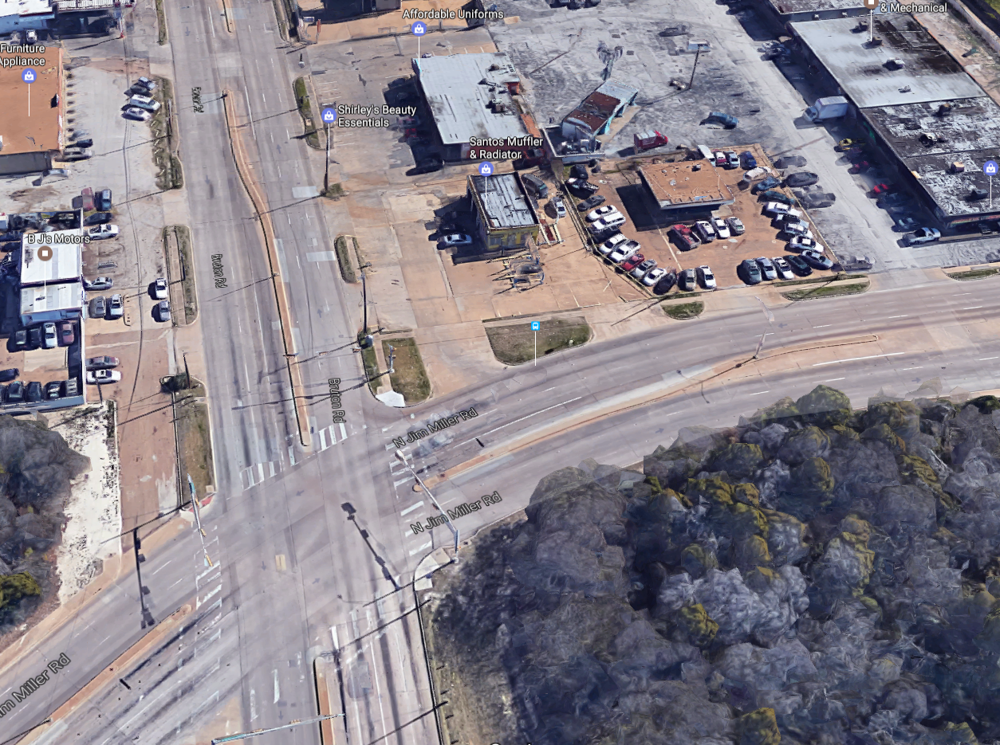 Affordable Uniforms
& Mechanical
Furniture
Appliance
Shirley's Beauty
Essentials
Santos Muffler
& Radiator
B J's Motors
Bruton Rd
Bruton Rd
N Jim Miller Rd
N Jim Miller Rd
Jim Miller Rd